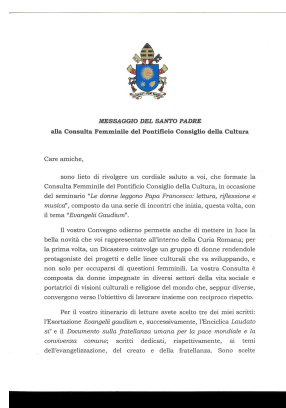 MESSAGGIO DEL SANTO PADRE
alla Consulta Femminile del Pontificio Consiglio della Cultura
Care amiche,
sono lieto di rivolgere un cordiale saluto a voi, che formate la
Consulta Femminile del Pontificio Consiglio della Cultura, in occasione
del seminario "Le donne leggono Papa Francesco: lettura, riflessione e
musica", composto da una serie di incontri che inizia, questa volta, con
il tema "Evangelii Gaudium".
Il vostro Convegno odierno permette anche di mettere in luce la
bella novità che voi rappresentate all'interno della Curia Romana; per
la prima volta, un Dicastero coinvolge un gruppo di donne rendendole
protagoniste dei progetti e delle linee culturali che va sviluppando, e
non solo per occuparsi di questioni femminili. La vostra Consulta è
composta da donne impegnate in diversi settori della vita sociale e
portatrici di visioni culturali e religiose del mondo che, seppur diverse,
convergono verso l'obiettivo di lavorare insieme con reciproco rispetto.
Per il vostro itinerario di letture avete scelto tre dei miei scritti:
l'Esortazione Evangelii gaudium e, successivamente, l'Enciclica Laudato
si' e il Documento sulla fratellanza umana per la pace mondiale e la
convivenza comune; scritti dedicati, rispettivamente, ai temi
dell'evangelizzazione, del creato e della fratellanza. Sono scelte